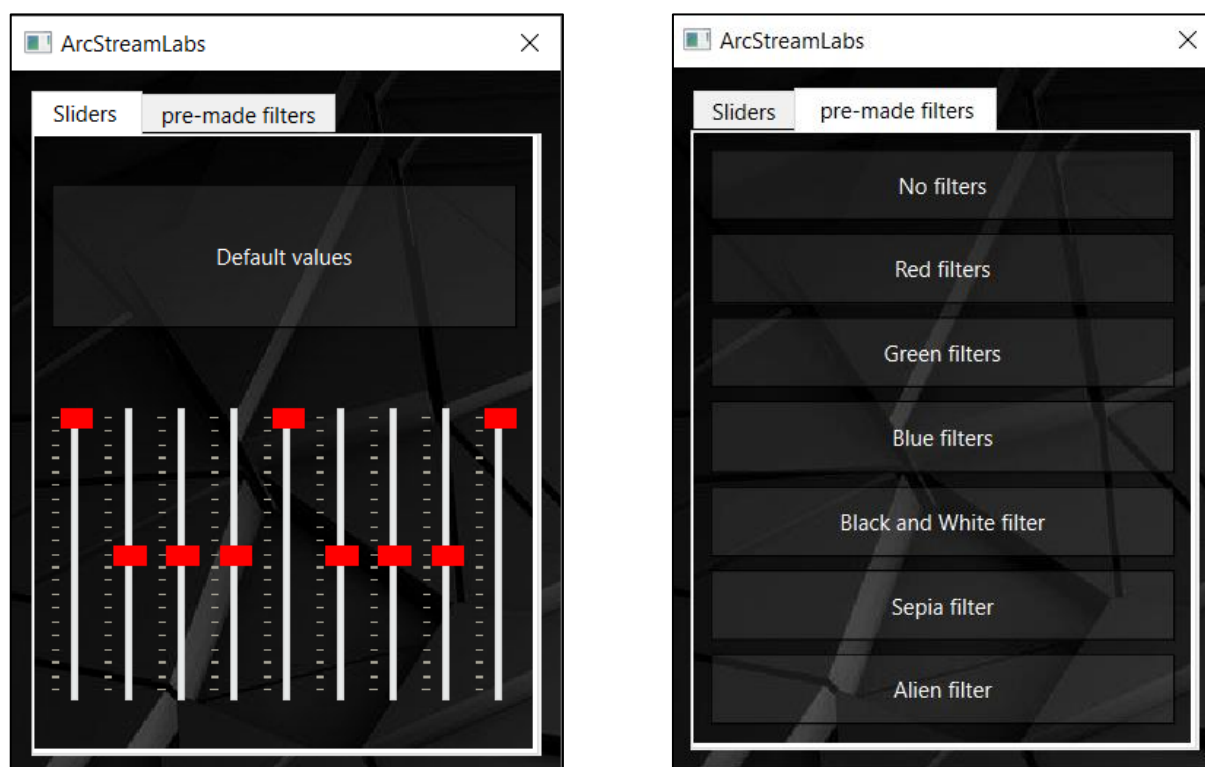 ArcStreamLabs
Sliders
pre-made filters
Default values
ArcStreamLabs
Sliders
pre-made filters
No filters
Red filters
Green filters
Blue filters
Black and White filter
Sepia filter
Alien filter